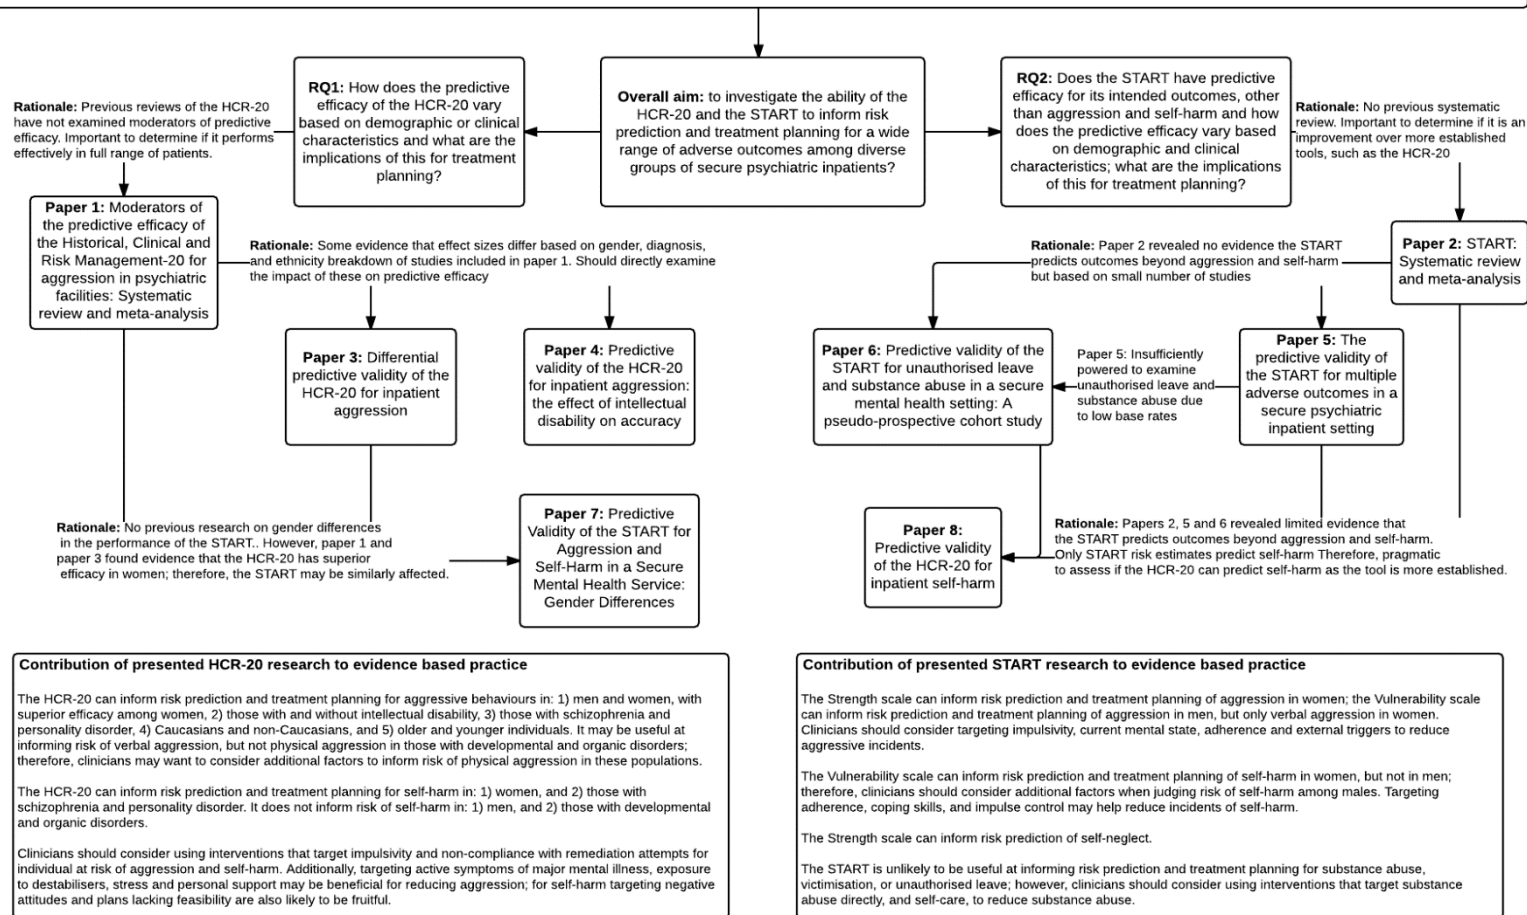 RQ1: How does the predictive
efficacy of the HCR-20 vary
based on demographic or clinical
characteristics and what are the
implications of this for treatment
planning?
Overall aim: to investigate the ability of the
HCR-20 and the START to inform risk
prediction and treatment planning for a wide
range of adverse outcomes among diverse
groups of secure psychiatric inpatients?
RQ2: Does the START have predictive
efficacy for its intended outcomes, other
than aggression and self-harm and how
does the predictive efficacy vary based
on demographic and clinical
characteristics; what are the implications
of this for treatment planning?
Rationale: Previous reviews of the HCR-20
have not examined moderators of predictive
efficacy. Important to determine if it performs
effectively in full range of patients.
Rationale: No previous systematic
review. Important to determine if it is an
improvement over more established
tools, such as the HCR-20
Paper 1: Moderators of
the predictive efficacy of
the Historical, Clinical and
Risk Management-20 for
aggression in psychiatric
facilities: Systematic
review and meta-analysis
Rationale: Some evidence that effect sizes differ based on gender, diagnosis,
and ethnicity breakdown of studies included in paper 1. Should directly examine
the impact of these on predictive efficacy
Rationale: Paper 2 revealed no evidence the START
predicts outcomes beyond aggression and self-harm
but based on small number of studies
Paper 2: START:
Systematic review
and meta-analysis
Paper 3: Differential
predictive validity of the
HCR-20 for inpatient
aggression
Paper 4: Predictive
validity of the HCR-20
for inpatient aggression:
the effect of intellectual
disability on accuracy
Paper 6: Predictive validity of the
START for unauthorised leave
and substance abuse in a secure
mental health setting: A
pseudo-prospective cohort study
Paper 5: Insufficiently
powered to examine
unauthorised leave and
substance abuse due
to low base rates
Paper 5: The
predictive validity of
the START for multiple
adverse outcomes in a
secure psychiatric
inpatient setting
Rationale: No previous research on gender differences
in the performance of the START.. However, paper 1 and
paper 3 found evidence that the HCR-20 has superior
efficacy in women; therefore, the START may be similarly affected.
Paper 7: Predictive
Validity of the START for
Aggression and
Self-Harm in a Secure
Mental Health Service:
Gender Differences
Paper 8:
Predictive validity
of the HCR-20 for
inpatient self-harm
Rationale: Papers 2, 5 and 6 revealed limited evidence that
the START predicts outcomes beyond aggression and self-harm.
Only START risk estimates predict self-harm Therefore, pragmatic
to assess if the HCR-20 can predict self-harm as the tool is more established.
Contribution of presented HCR-20 research to evidence based practice
The HCR-20 can inform risk prediction and treatment planning for aggressive behaviours in: 1) men and women, with
superior efficacy among women, 2) those with and without intellectual disability, 3) those with schizophrenia and
personality disorder, 4) Caucasians and non-Caucasians, and 5) older and younger individuals. It may be useful at
informing risk of verbal aggression, but not physical aggression in those with developmental and organic disorders;
therefore, clinicians may want to consider additional factors to inform risk of physical aggression in these populations.
The HCR-20 can inform risk prediction and treatment planning for self-harm in: 1) women, and 2) those with
schizophrenia and personality disorder. It does not inform risk of self-harm in: 1) men, and 2) those with developmental
and organic disorders.
Clinicians should consider using interventions that target impulsivity and non-compliance with remediation attempts for
individual at risk of aggression and self-harm. Additionally, targeting active symptoms of major mental illness, exposure
to destabilisers, stress and personal support may be beneficial for reducing aggression; for self-harm targeting negative
attitudes and plans lacking feasibility are also likely to be fruitful.
Contribution of presented START research to evidence based practice
The Strength scale can inform risk prediction and treatment planning of aggression in women; the Vulnerability scale
can inform risk prediction and treatment planning of aggression in men, but only verbal aggression in women.
Clinicians should consider targeting impulsivity, current mental state, adherence and external triggers to reduce
aggressive incidents.
The Vulnerability scale can inform risk prediction and treatment planning of self-harm in women, but not in men;
therefore, clinicians should consider additional factors when judging risk of self-harm among males. Targeting
adherence, coping skills, and impulse control may help reduce incidents of self-harm.
The Strength scale can inform risk prediction of self-neglect.
The START is unlikely to be useful at informing risk prediction and treatment planning for substance abuse,
victimisation, or unauthorised leave; however, clinicians should consider using interventions that target substance
abuse directly, and self-care, to reduce substance abuse.